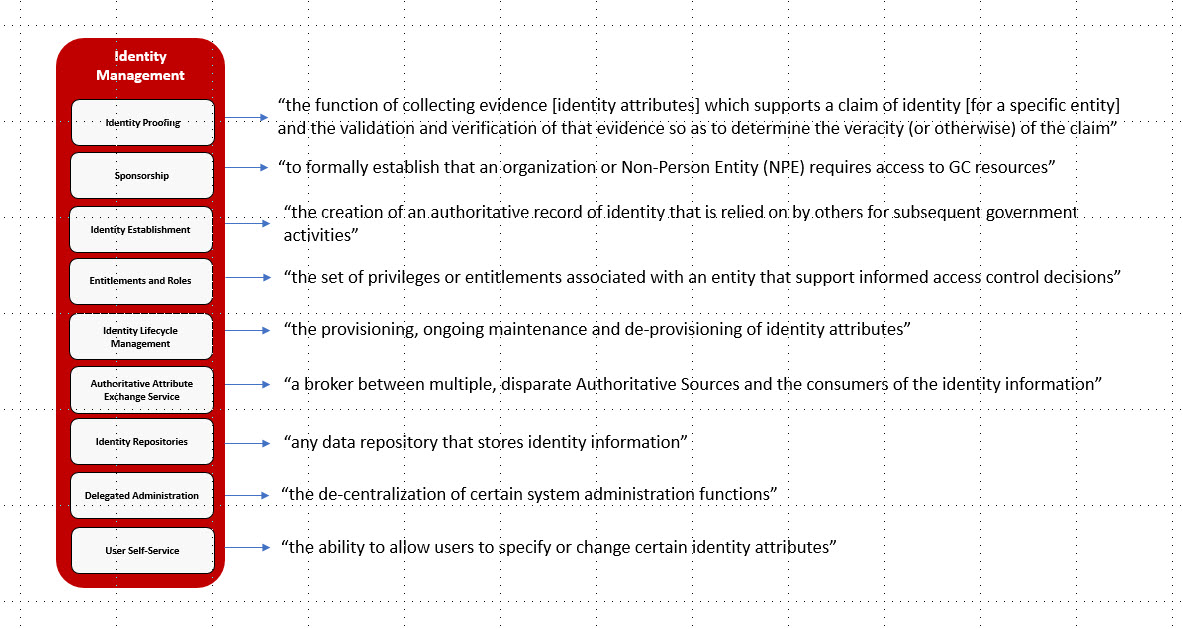 Identity
Management
Identity Proofing
“the function of collecting evidence [identity attributes] which supports a claim of identity [for a specific entity]
and the validation and verification of that evidence so as to determine the veracity (or otherwise) of the claim”
Sponsorship
“to formally establish that an organization or Non-Person Entity (NPE) requires access to GC resources”
Identity Establishment
“the creation of an authoritative record of identity that is relied on by others for subsequent government
activities”
Entitlements and Roles
“the set of privileges or entitlements associated with an entity that support informed access control decisions”
Identity Lifecycle
Management
“the provisioning, ongoing maintenance and de-provisioning of identity attributes”
Authoritative Attribute
Exchange Service
“a broker between multiple, disparate Authoritative Sources and the consumers of the identity information”
Identity Repositories
“any data repository that stores identity information”
Delegated Administration
“the de-centralization of certain system administration functions”
User Self-Service
“the ability to allow users to specify or change certain identity attributes”